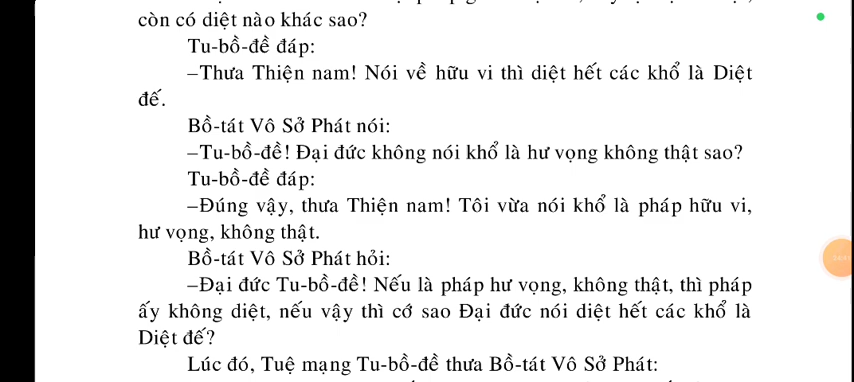 còn có diệt nào khác sao?
Tu-bồ-đề đáp:
–Thưa Thiện nam! Nói về hữu vi thì diệt hết các khổ là Diệt
đế.
Bồ-tát Vô Sở Phát nói:
–Tu-bồ-đề! Đại đức không nói khổ là hư vọng không thật sao?
Tu-bồ-đề đáp:
–Đúng vậy, thưa Thiện nam! Tôi vừa nói khổ là pháp hữu vi,
hư vọng, không thật.
Bồ-tát Vô Sở Phát hỏi:
–Đại đức Tu-bồ-đề! Nếu là pháp hư vọng, không thật, thì pháp
ấy không diệt, nếu vậy thì cớ sao Đại đức nói diệt hết các khổ là
Diệt đế?
Lúc đó, Tuệ mạng Tu-bồ-đề thưa Bồ-tát Vô Sở Phát: